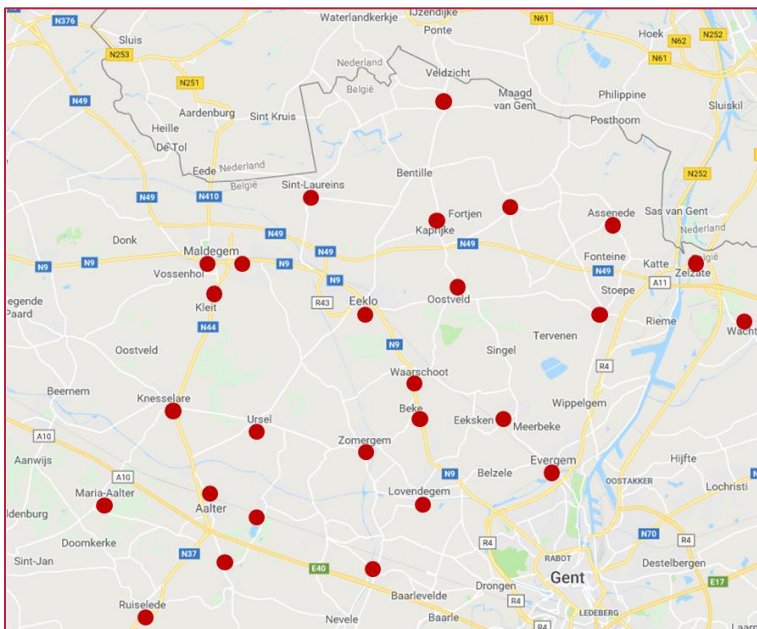 IJzendijke
N376
Waterlandkerkje
N61
Ponte
Hoek
N252
Sluis
N62
N253
Nederland
N61
Veldzicht
België
N251
Maagd
van Gent
Philippine
N49
Sluiskil
Aardenburg
Sint Kruis
Posthoorn
Heille
De Tol
Eede
Nederland
België
Bentille
N252
Sint-Laureins
N49
N410
Fortjen
Assenede
Sas van Gent
Kaprijke
Nederland
Donk
N49
N49
Maldegem
Fonteine
Katte
België
N9
N9
N49
Zelzate
Vossenhol
N9
A11
Oostveld
Stoepe
Kleit
R43
Eeklo
Paard
N44
Rieme
Tervenen
Wacht
N9
Oostveld
Singel
R4
Waarschoot
Beernem
Knesselare
Wippelgem
Beke
Ursel
Eeksken
Meerbeke
A10
Zomergem
Hijfte
Aanwijs
Evergem
A10
N9
Belzele
OOSTAKKER
Lochristi
Maria-Aalter
Lovendegem
Aalter
ldenburg
R4
Doomkerke
N70
R4
Sint-Jan
N37
RABOT
Destelbergen
E40
Gent
E17
Drongen
Ruiselede
Baarlevelde
R4
Nevele
Baarle
LEDEBERG